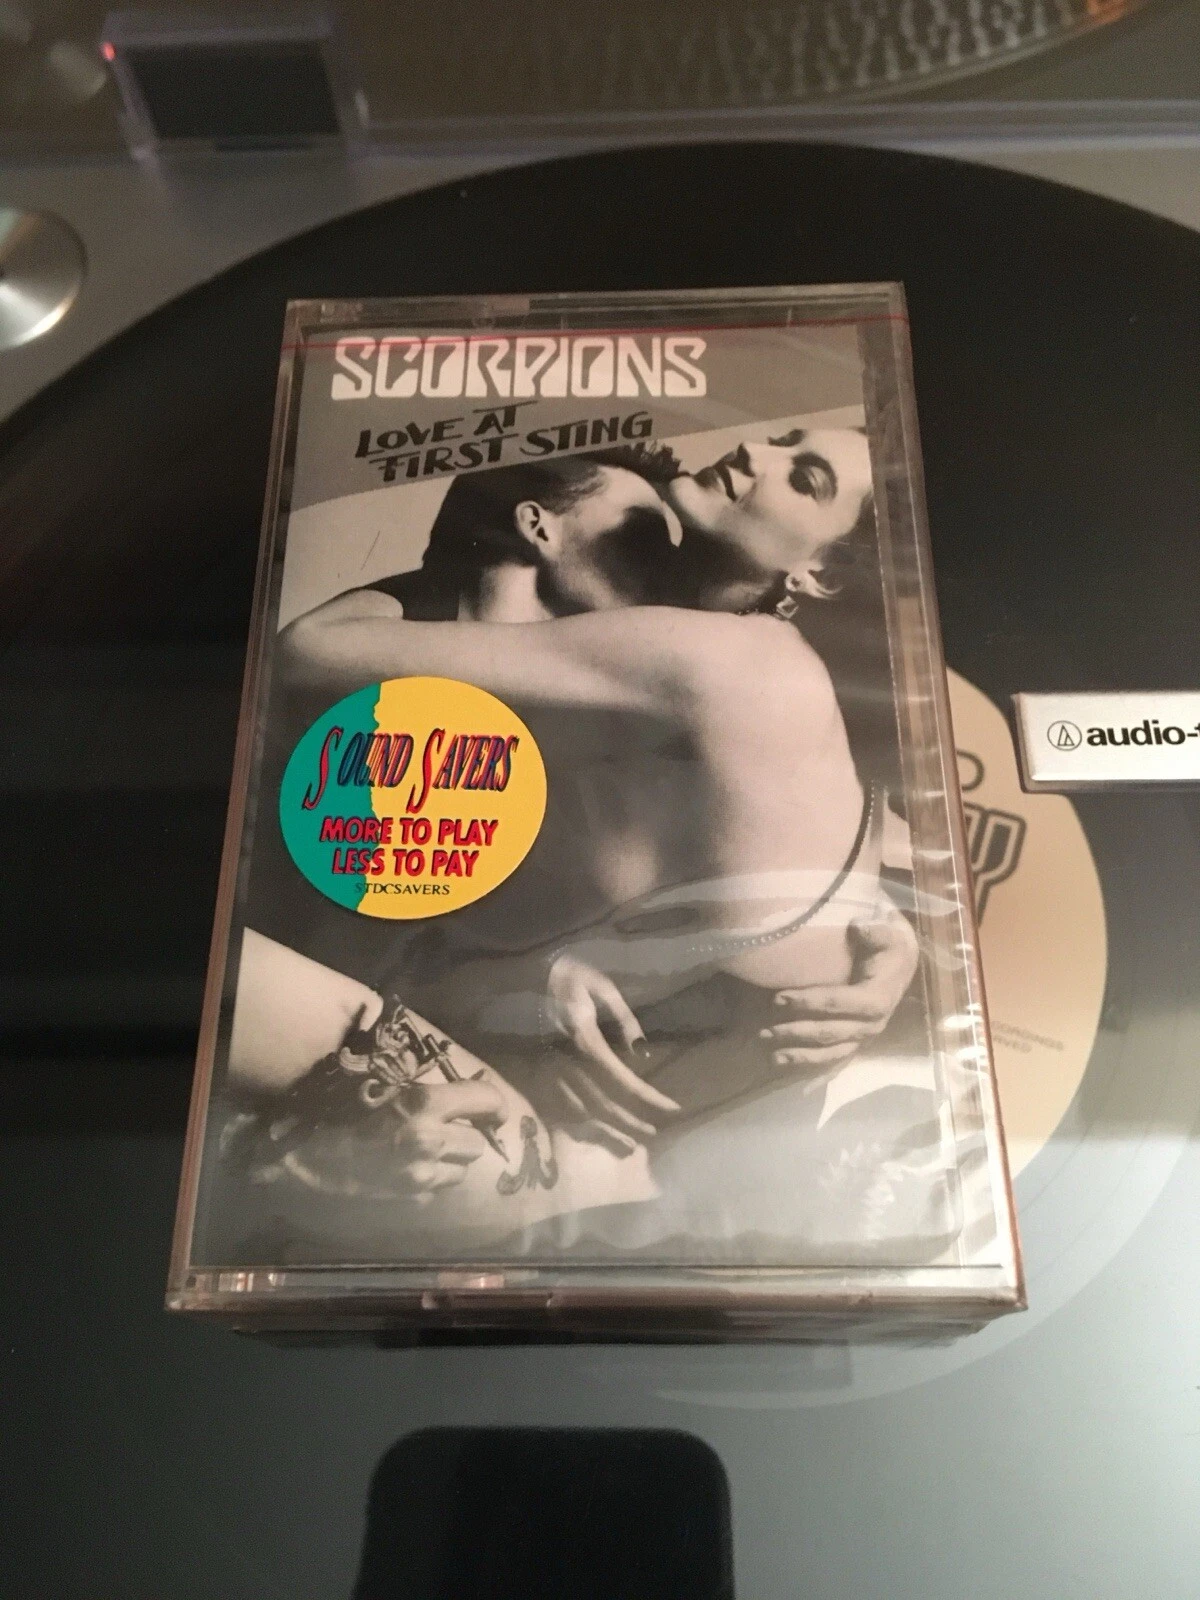 SCORPIONS
LOVE AT
FIRST STING
SOUND SAVERS
MORE TO PLAY
LESS TO PAY
STDCSAVERS
audio-t